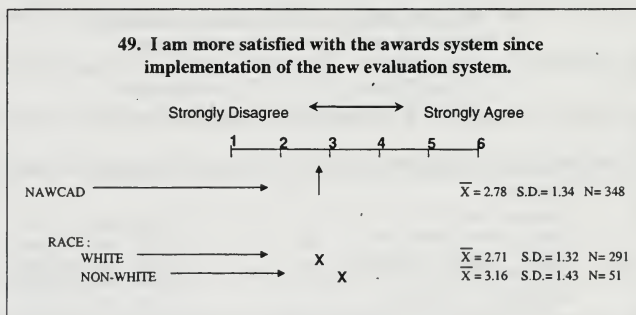 49. I am more satisfied with the awards system since
implementation of the new evaluation system.
Strongly Disagree Strongly Agree
1 2 3 4 5 6
NAWCAD X = 2.78 S.D.= 1.34 N= 348
RACE :
WHITE X X = 2.71 S.D.= 1.32 N= 291
NON-WHITE X X = 3.16 S.D.= 1.43 N= 51